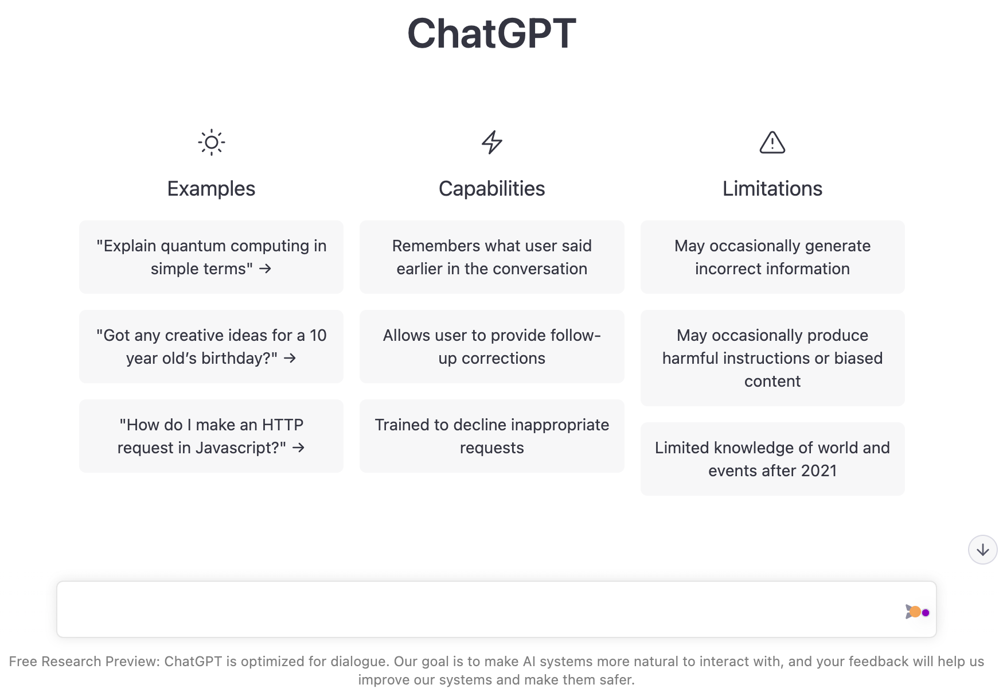 ChatGPT
Examples
"Explain quantum computing in
simple terms" →
"Got any creative ideas for a 10
year old’s birthday?" →
"How do I make an HTTP
request in Javascript?" →
Capabilities
Remembers what user said
earlier in the conversation
Allows user to provide follow-
up corrections
Trained to decline inappropriate
requests
Limitations
May occasionally generate
incorrect information
May occasionally produce
harmful instructions or biased
content
Limited knowledge of world and
events after 2021
Free Research Preview: ChatGPT is optimized for dialogue. Our goal is to make AI systems more natural to interact with, and your feedback will help us
improve our systems and make them safer.